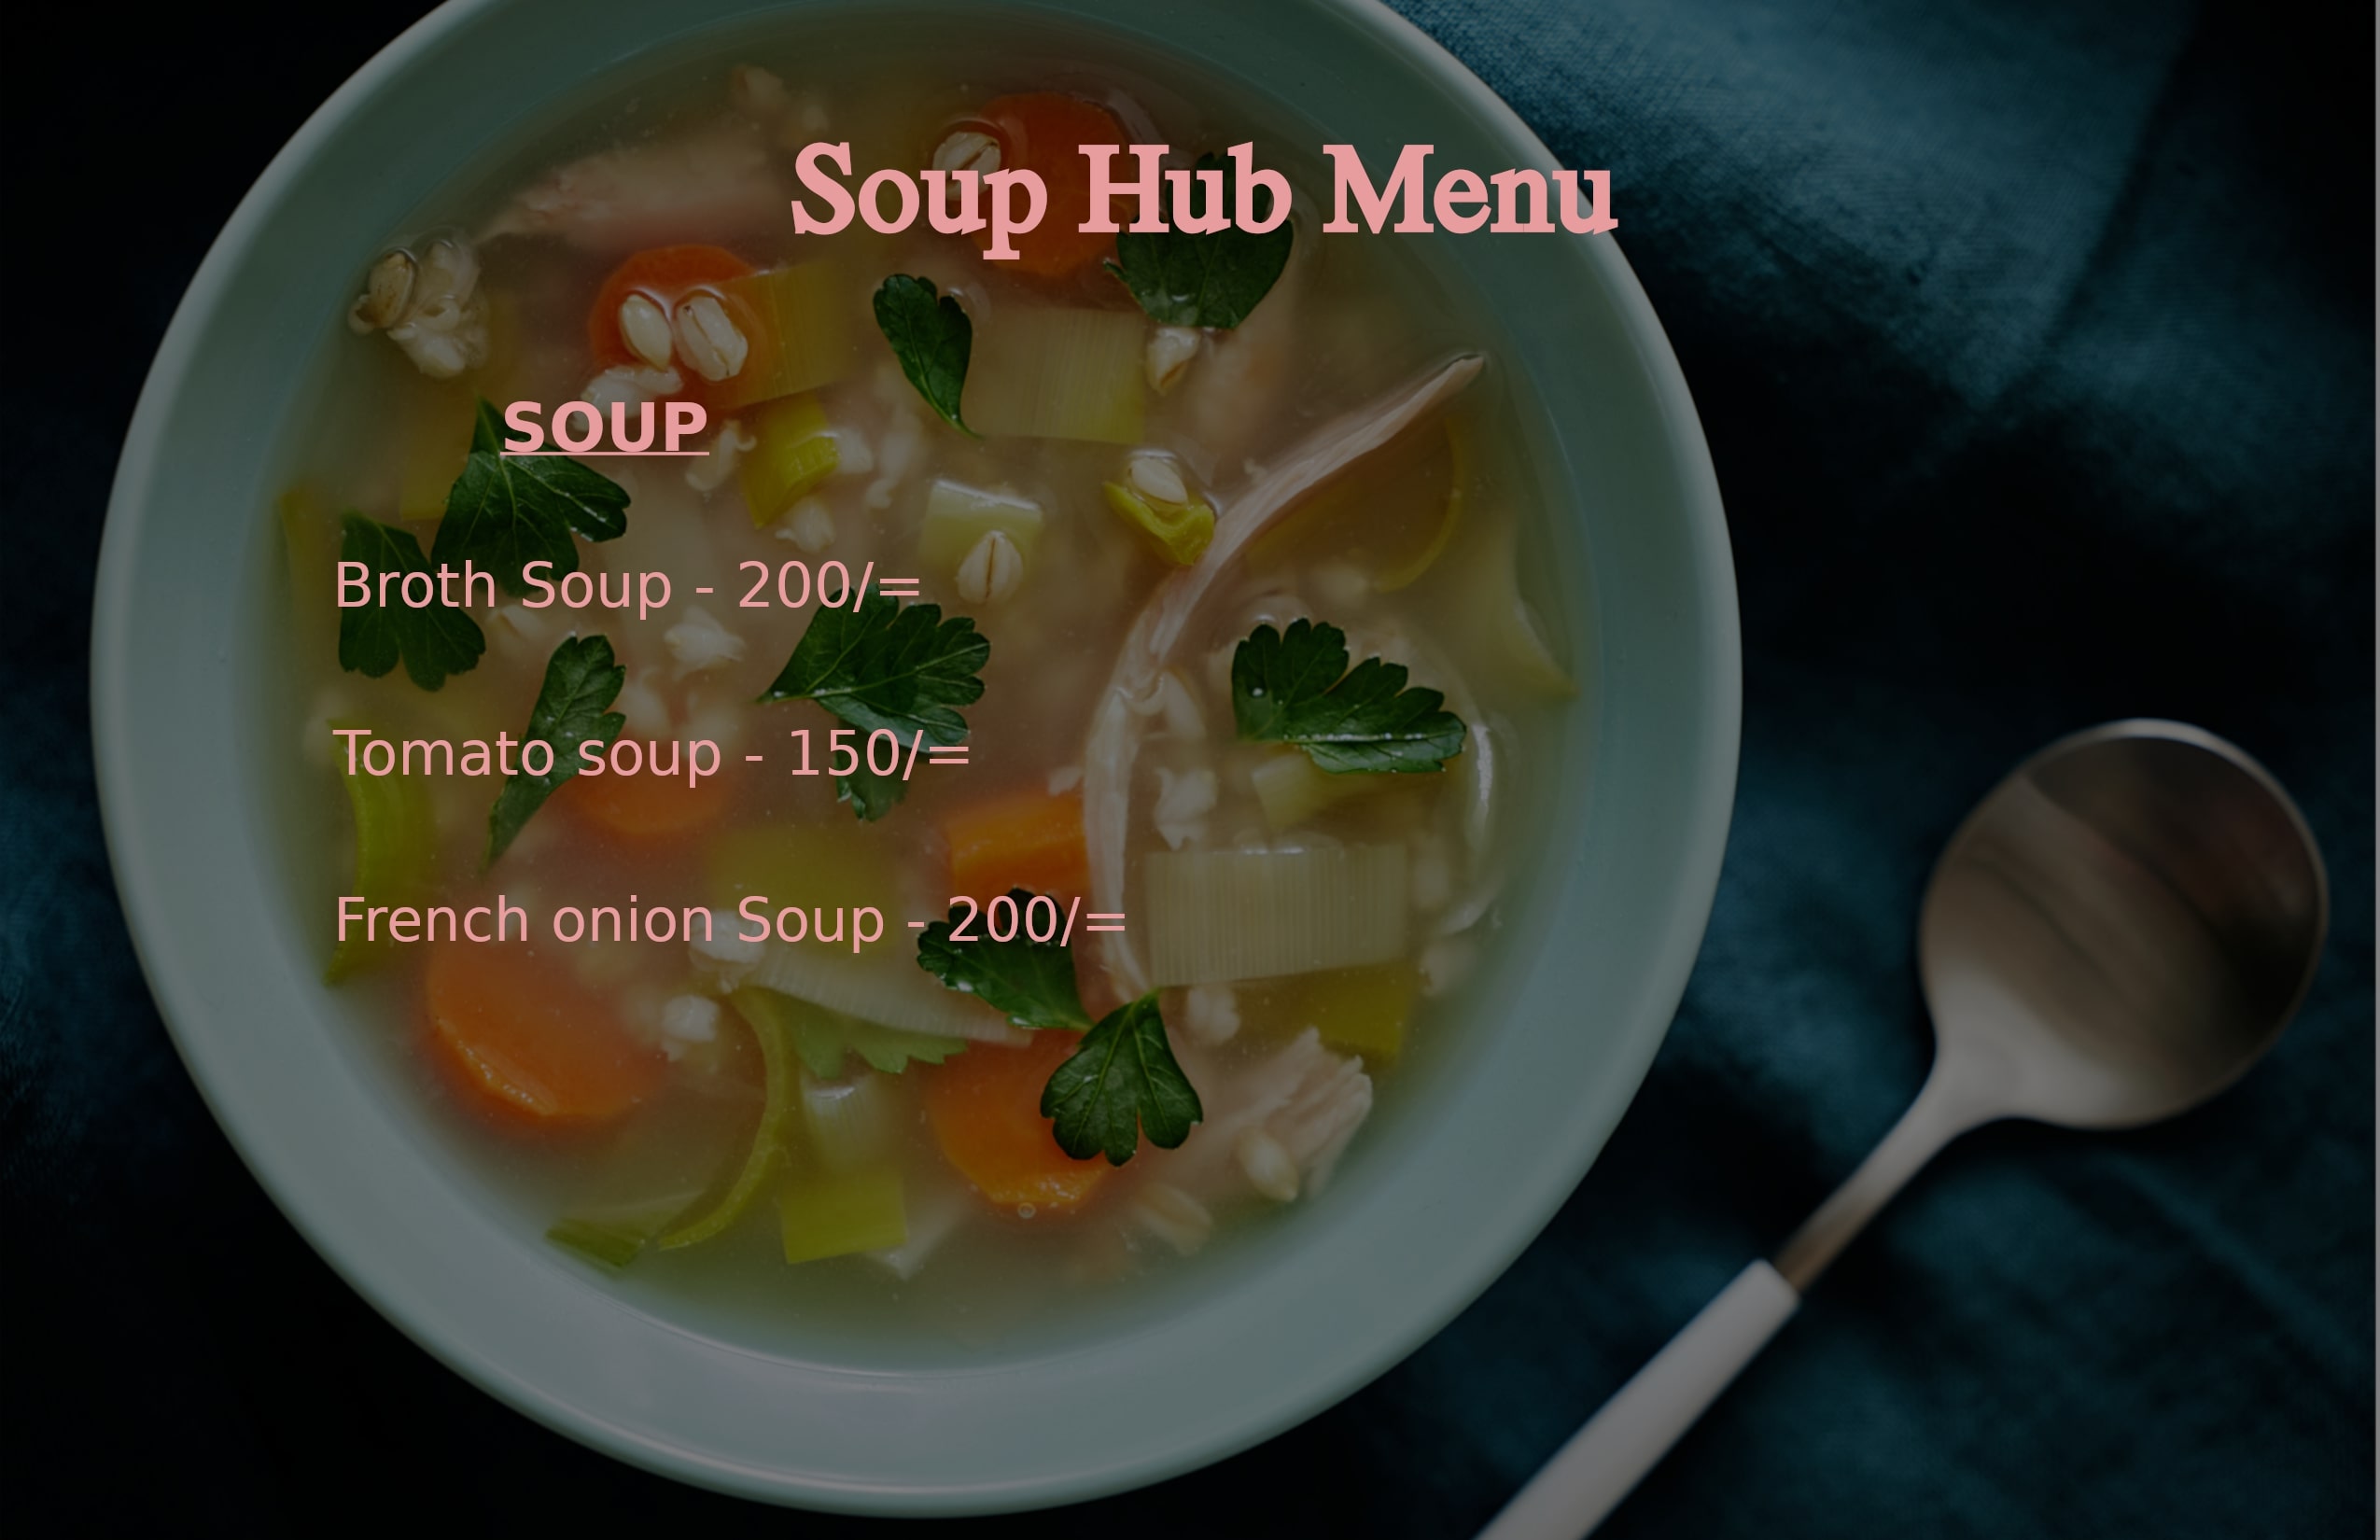 Soup Hub Menu
SOUP
Broth Soup - 200/=
Tomato soup - 150/=
French onion Soup - 200/=